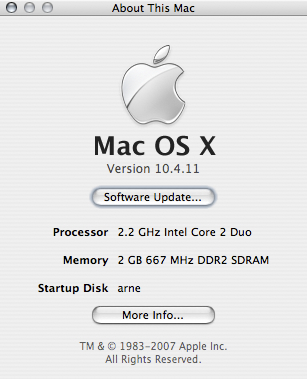 About This Mac
Mac OS X
Version 10.4.11
Software Update...
Processor 2.2 GHz Intel Core 2 Duo
Memory 2 GB 667 MHz DDR2 SDRAM
Startup Disk arne
More Info...
TM & © 1983-2007 Apple Inc.
All Rights Reserved.